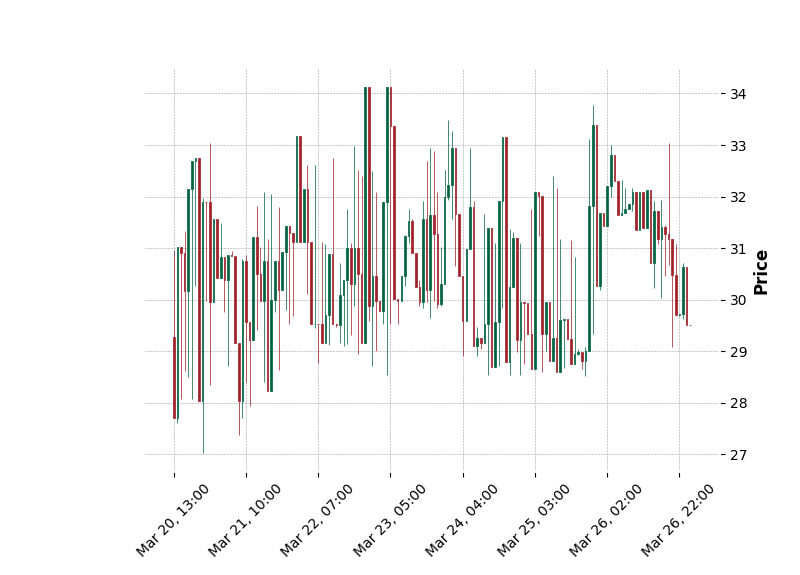 34
33
32
31
30
29
28
27
Price
Mar 20, 13:00
Mar 21, 10:00
Mar 22, 07:00
Mar 23, 05:00
Mar 24, 04:00
Mar 25, 03:00
Mar 26, 02:00
Mar 26, 22:00